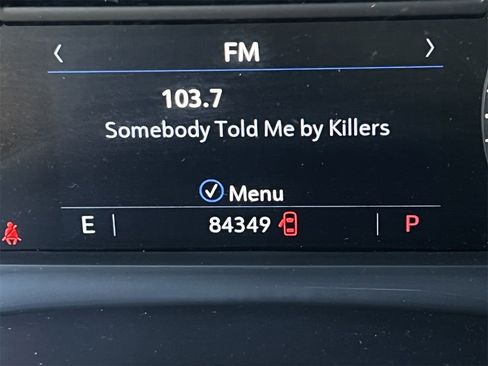 ‹ FM ›
103.7
Somebody Told Me by Killers
Menu
E 84349 P